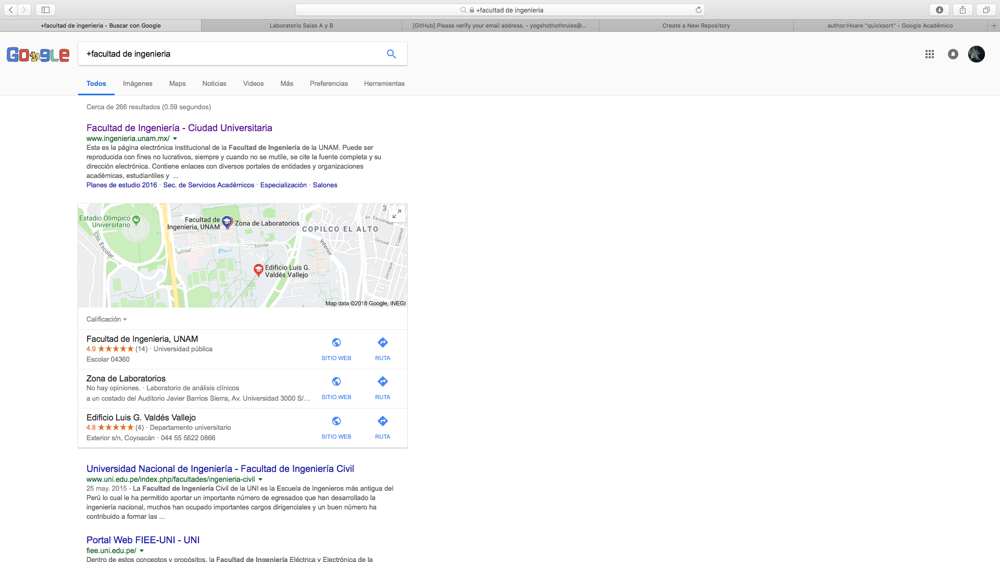 +facultad de ingenieria
+facultad de ingenieria - Buscar con Google
Laboratorio Salas A y B
[GitHub] Please verify your email address. - yogshothothrules@...
Create a New Repository
author:Hoare "quicksort" - Google Académico
Google
+facultad de ingenieria
Todos Imágenes Maps Noticias Videos Más Preferencias Herramientas
Cerca de 266 resultados (0.59 segundos)
Facultad de Ingeniería - Ciudad Universitaria
www.ingenieria.unam.mx/
Esta es la página electrónica institucional de la Facultad de Ingeniería de la UNAM. Puede ser
reproducida con fines no lucrativos, siempre y cuando no se mutile, se cite la fuente completa y su
dirección electrónica. Contiene enlaces con diversos portales de entidades y organizaciones
académicas, estudiantiles y ...
Planes de estudio 2016 · Sec. de Servicios Académicos · Especialización · Salones
Estadio Olímpico
Universitario
Facultad de
Ingenieria, UNAM
Zona de Laboratorios
COPILCO EL ALTO
Av. Escuinapa
Ocoxal
Cuapinol
Cto. Escolar
Escolar
Escolar
Interior
Jocoque
Edificio Luis G.
Valdés Vallejo
Map data ©2018 Google, INEGI
Calificación
Facultad de Ingenieria, UNAM
4.9 ★★★★★ (14) · Universidad pública
Escolar 04360
SITIO WEB RUTA
Zona de Laboratorios
No hay opiniones. · Laboratorio de análisis clínicos
a un costado del Auditorio Javier Barrios Sierra, Av. Universidad 3000 S/...
SITIO WEB RUTA
Edificio Luis G. Valdés Vallejo
4.8 ★★★★★ (4) · Departamento universitario
Exterior s/n, Coyoacán · 044 55 5622 0866
SITIO WEB RUTA
Universidad Nacional de Ingeniería - Facultad de Ingeniería Civil
www.uni.edu.pe/index.php/facultades/ingenieria-civil
25 may. 2015 - La Facultad de Ingeniería Civil de la UNI es la Escuela de Ingenieros más antigua del
Perú lo cual le ha permitido aportar un importante número de egresados que han desarrollado la
ingeniería nacional, muchos han ocupado importantes cargos dirigenciales y un buen número ha
contribuido a formar las ...
Portal Web FIEE-UNI - UNI
fiee.uni.edu.pe/
Dentro de estos conceptos y propósitos, la Facultad de Ingeniería Eléctrica y Electrónica de la